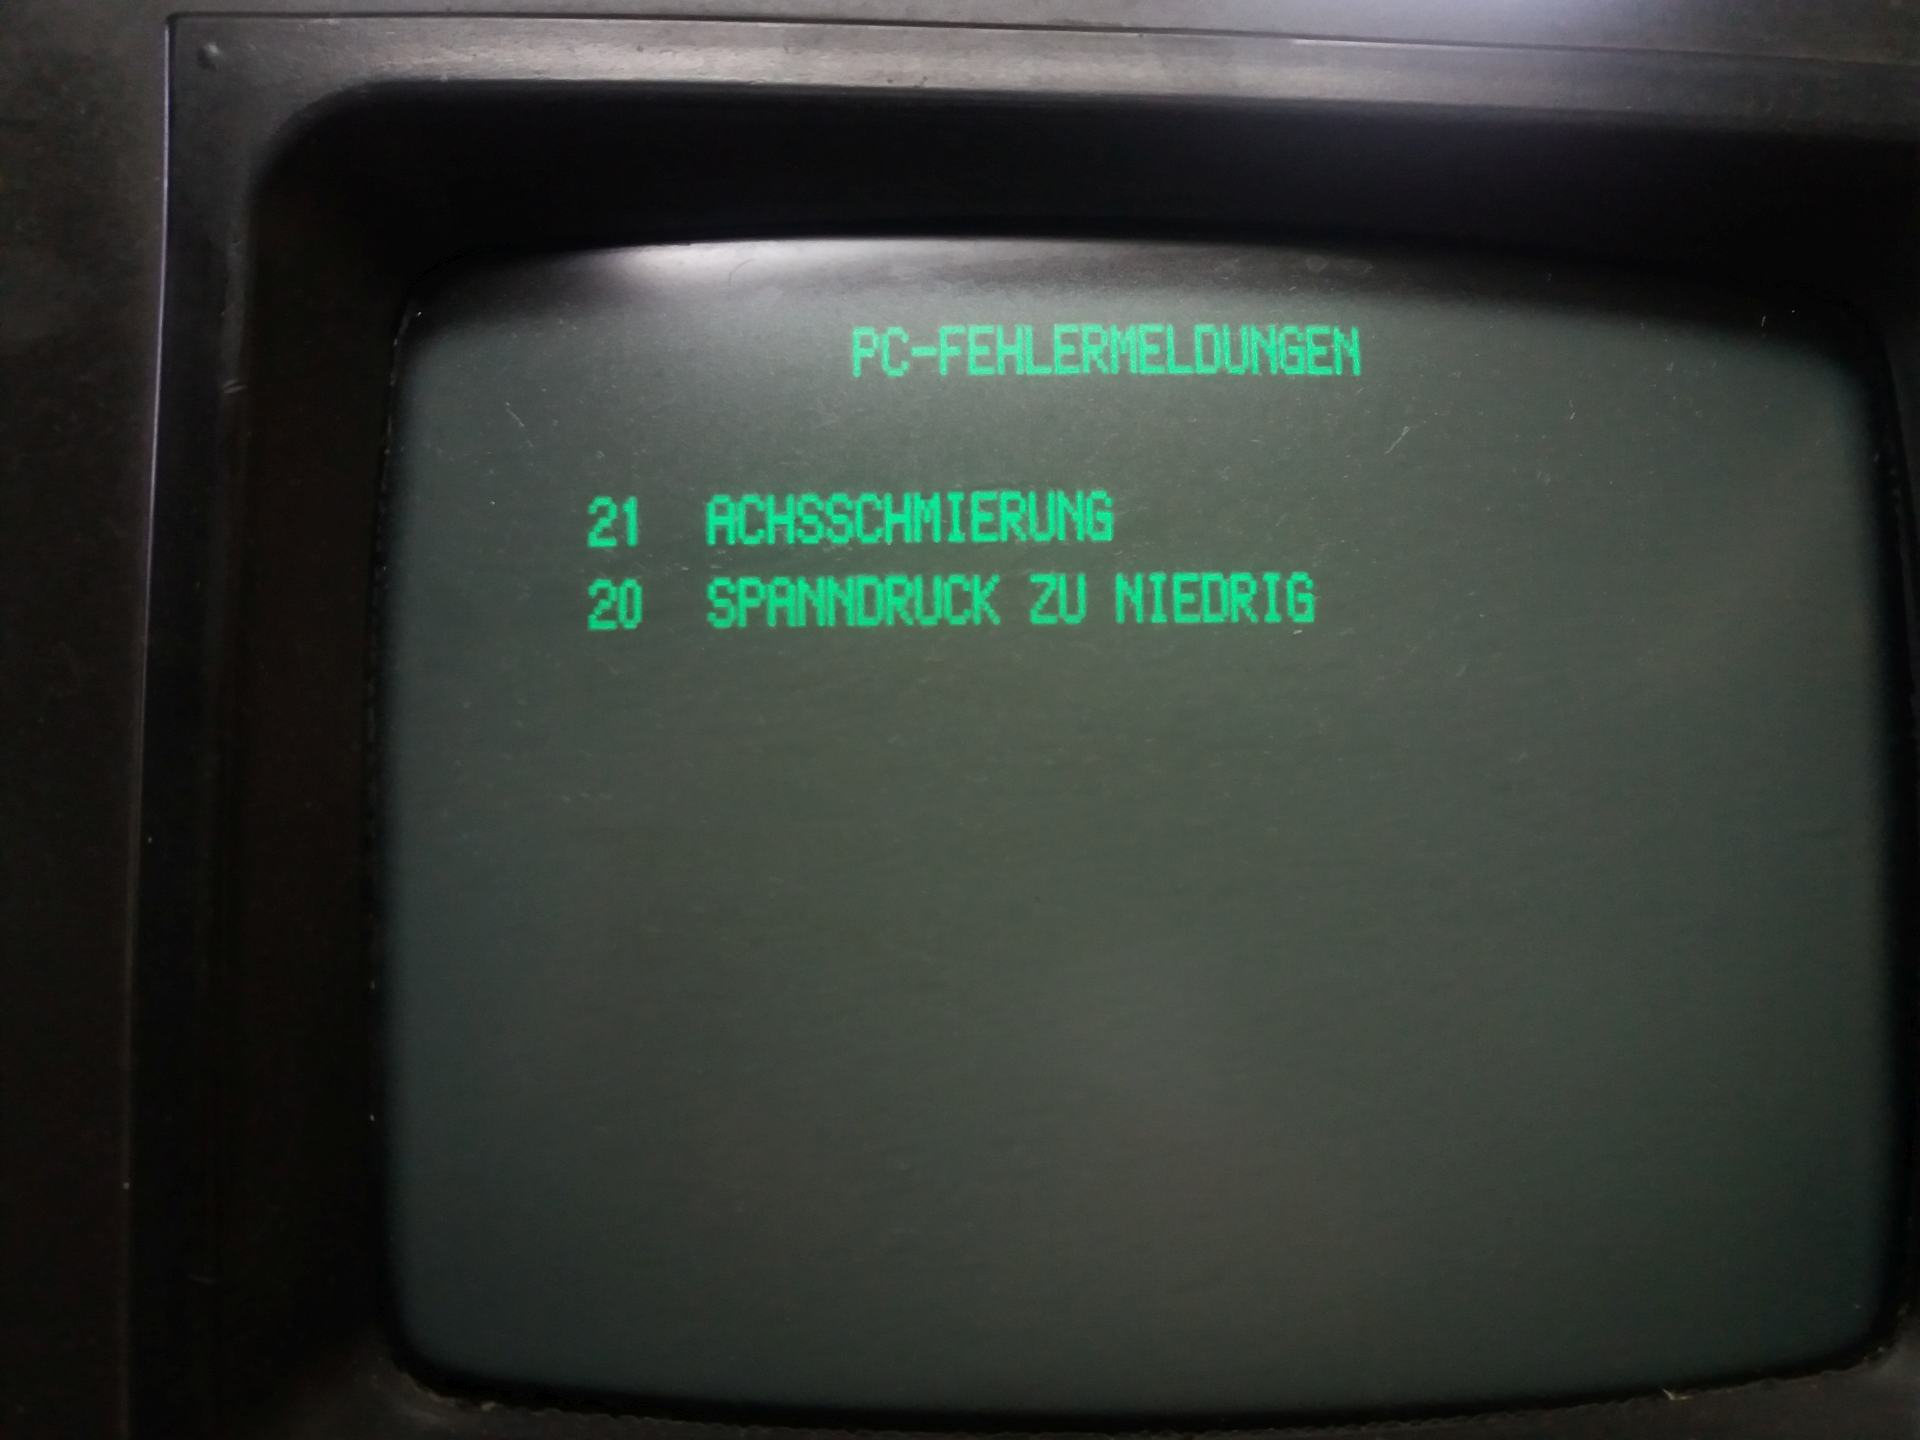 PC-FEHLERMELDUNGEN
21 ACHSSCHMIERUNG
20 SPANNDRUCK ZU NIEDRIG